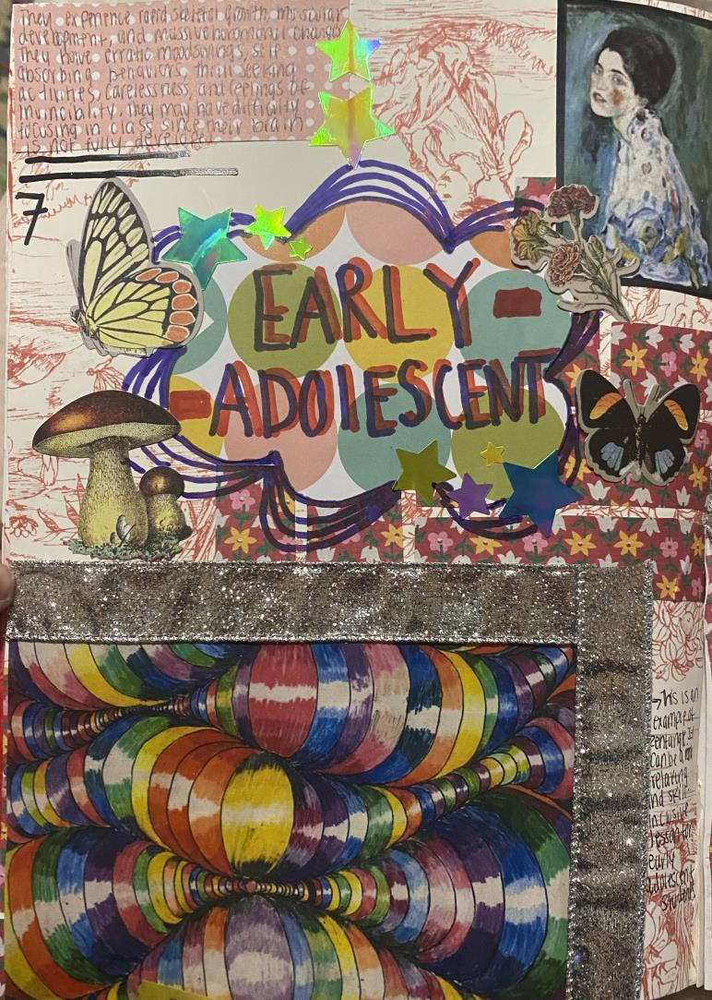 They experience rapid skeletal growth, muscular
development, and massive hormonal changes
They have erratic moodswings, self
absorbing behaviors, thrill seeking
activities, carelessness, and feelings of
invincibility, they may have difficulty
focusing in class since their brain
is not fully developed
7
EARLY-
-ADOlESCENT
→This is an
example of
zentangle It
can be a
relaxing
and skill
inclusive
lesson for
early
adolescent
students